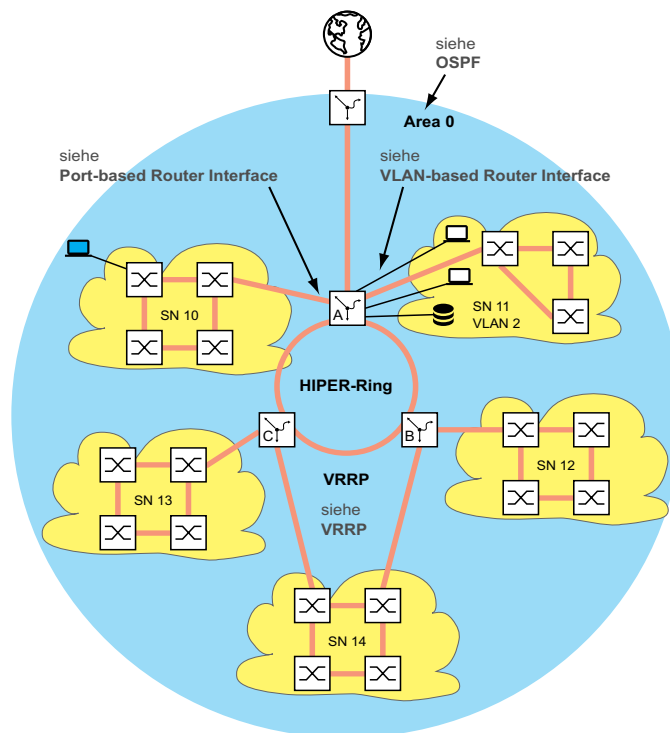 siehe
OSPF
Area 0
siehe
Port-based Router Interface
siehe
VLAN-based Router Interface
SN 10
A
SN 11
VLAN 2
HIPER-Ring
C
B
SN 13
VRRP
SN 12
siehe
VRRP
SN 14